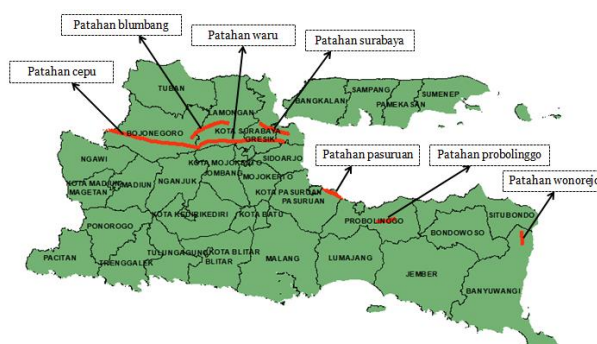 Patahan blumbang
Patahan waru
Patahan surabaya
Patahan cepu
Patahan pasuruan
Patahan probolinggo
Patahan wonorejo
TUBAN
LAMONGAN
BANGKALAN
SAMPANG
PAMEKASAN
SUMENEP
BOJONEGORO
KOTA SURABAYA
GRESIK
NGAWI
KOTA MOJOKERTO
SIDOARJO
JOMBANG
MOJOKERTO
MAGETAN
MADIUN
NGANJUK
KOTA PASURUAN
PASURUAN
PROBOLINGGO
SITUBONDO
BONDOWOSO
KOTA KEDIRI
KEDIRI
KOTA BATU
PONOROGO
PACITAN
TRENGGALEK
TULUNGAGUNG
KOTA BLITAR
BLITAR
MALANG
LUMAJANG
JEMBER
BANYUWANGI